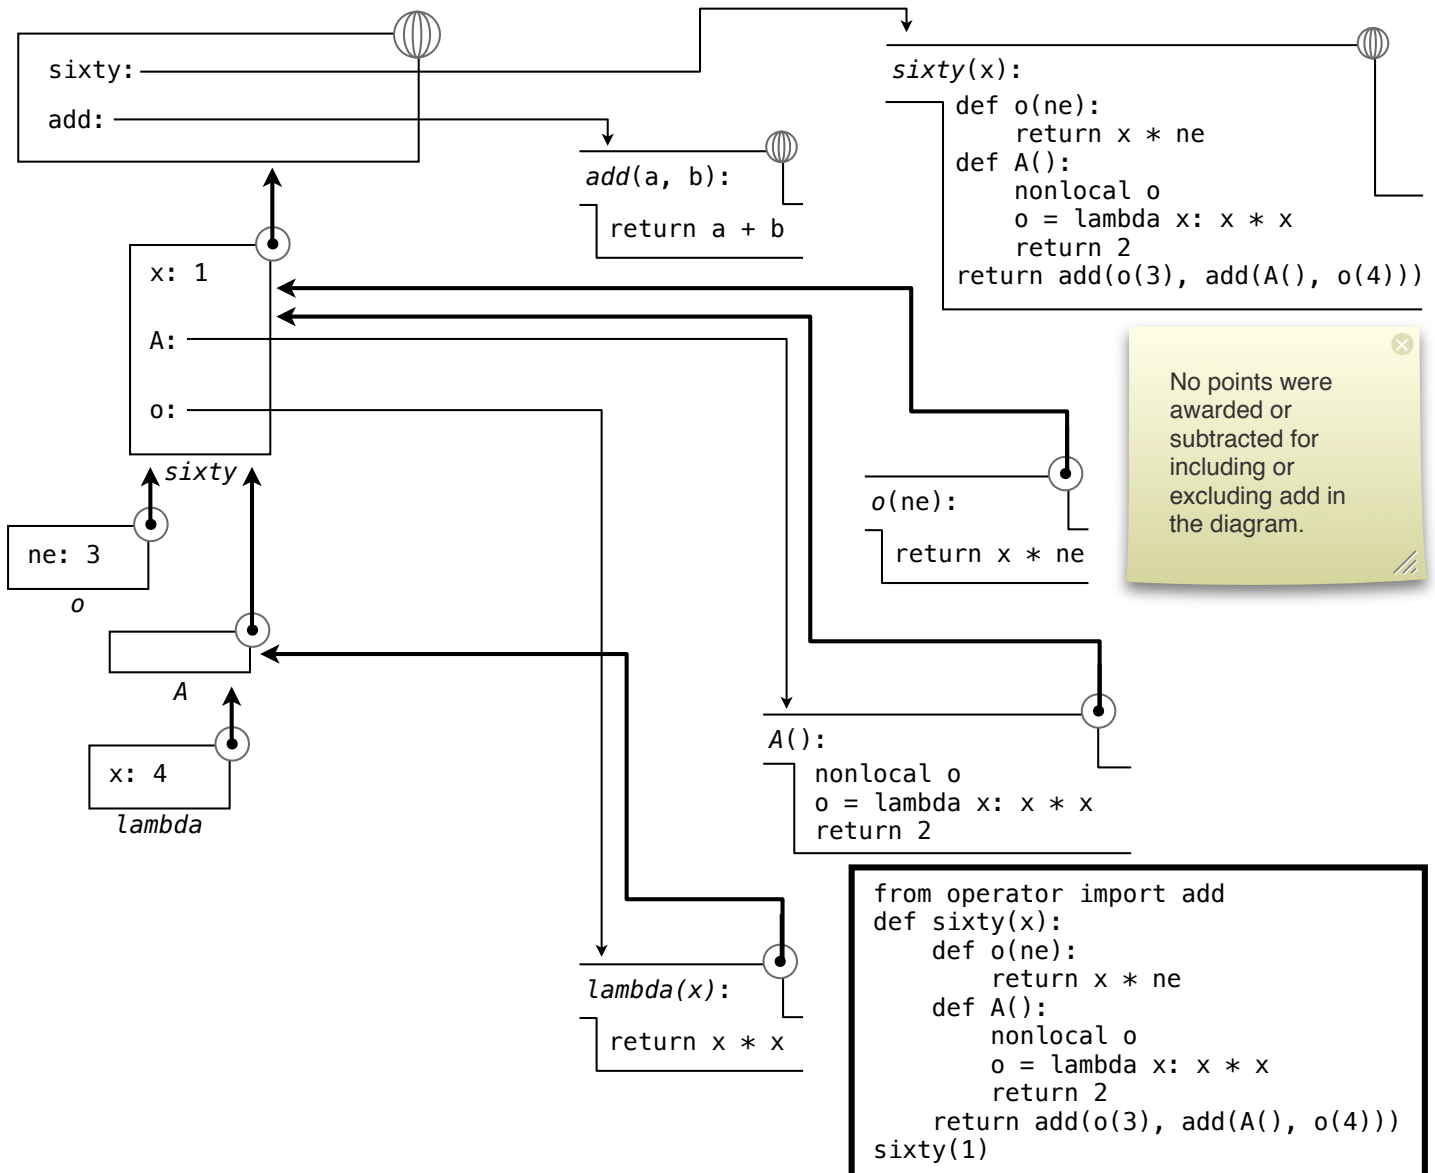 sixty:
add:
sixty(x):
def o(ne):
    return x * ne
def A():
    nonlocal o
    o = lambda x: x * x
    return 2
return add(o(3), add(A(), o(4)))
add(a, b):
return a + b
x: 1
A:
o:
sixty
No points were
awarded or
subtracted for
including or
excluding add in
the diagram.
o(ne):
return x * ne
ne: 3
o
A
A():
nonlocal o
o = lambda x: x * x
return 2
x: 4
lambda
lambda(x):
return x * x
from operator import add
def sixty(x):
    def o(ne):
        return x * ne
    def A():
        nonlocal o
        o = lambda x: x * x
        return 2
    return add(o(3), add(A(), o(4)))
sixty(1)